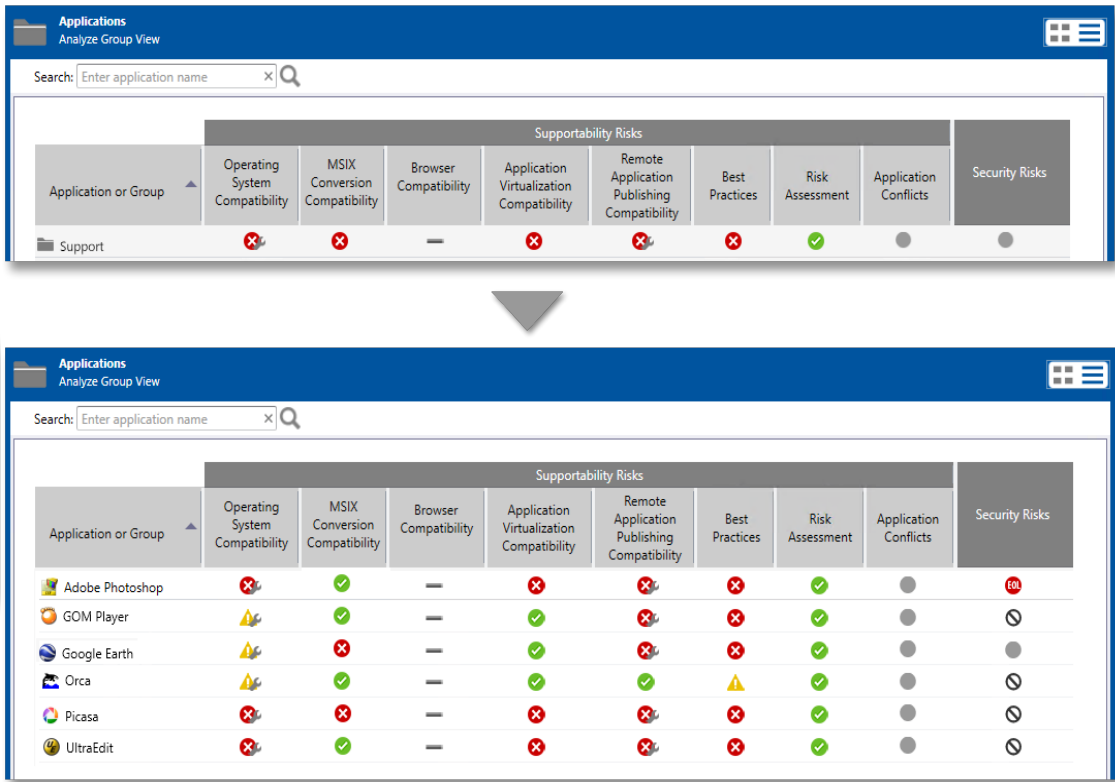 Applications
Analyze Group View
Search: Enter application name
Supportability Risks
Application or Group
Operating
System
Compatibility
MSIX
Conversion
Compatibility
Browser
Compatibility
Application
Virtualization
Compatibility
Remote
Application
Publishing
Compatibility
Best
Practices
Risk
Assessment
Application
Conflicts
Security Risks
Support
Applications
Analyze Group View
Search: Enter application name
Supportability Risks
Application or Group
Operating
System
Compatibility
MSIX
Conversion
Compatibility
Browser
Compatibility
Application
Virtualization
Compatibility
Remote
Application
Publishing
Compatibility
Best
Practices
Risk
Assessment
Application
Conflicts
Security Risks
Adobe Photoshop EOL
GOM Player
Google Earth
Orca
Picasa
UltraEdit